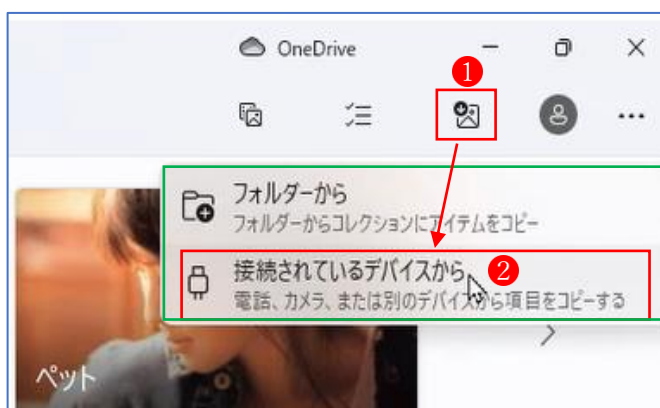 OneDrive
1
フォルダーから
フォルダーからコレクションにアイテムをコピー
接続されているデバイスから
2
電話、カメラ、または別のデバイスから項目をコピーする
ペット